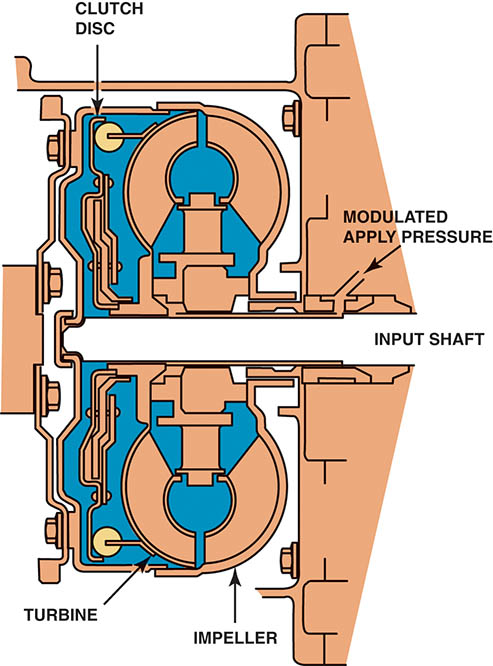 CLUTCH
DISC
MODULATED
APPLY PRESSURE
INPUT SHAFT
TURBINE
IMPELLER